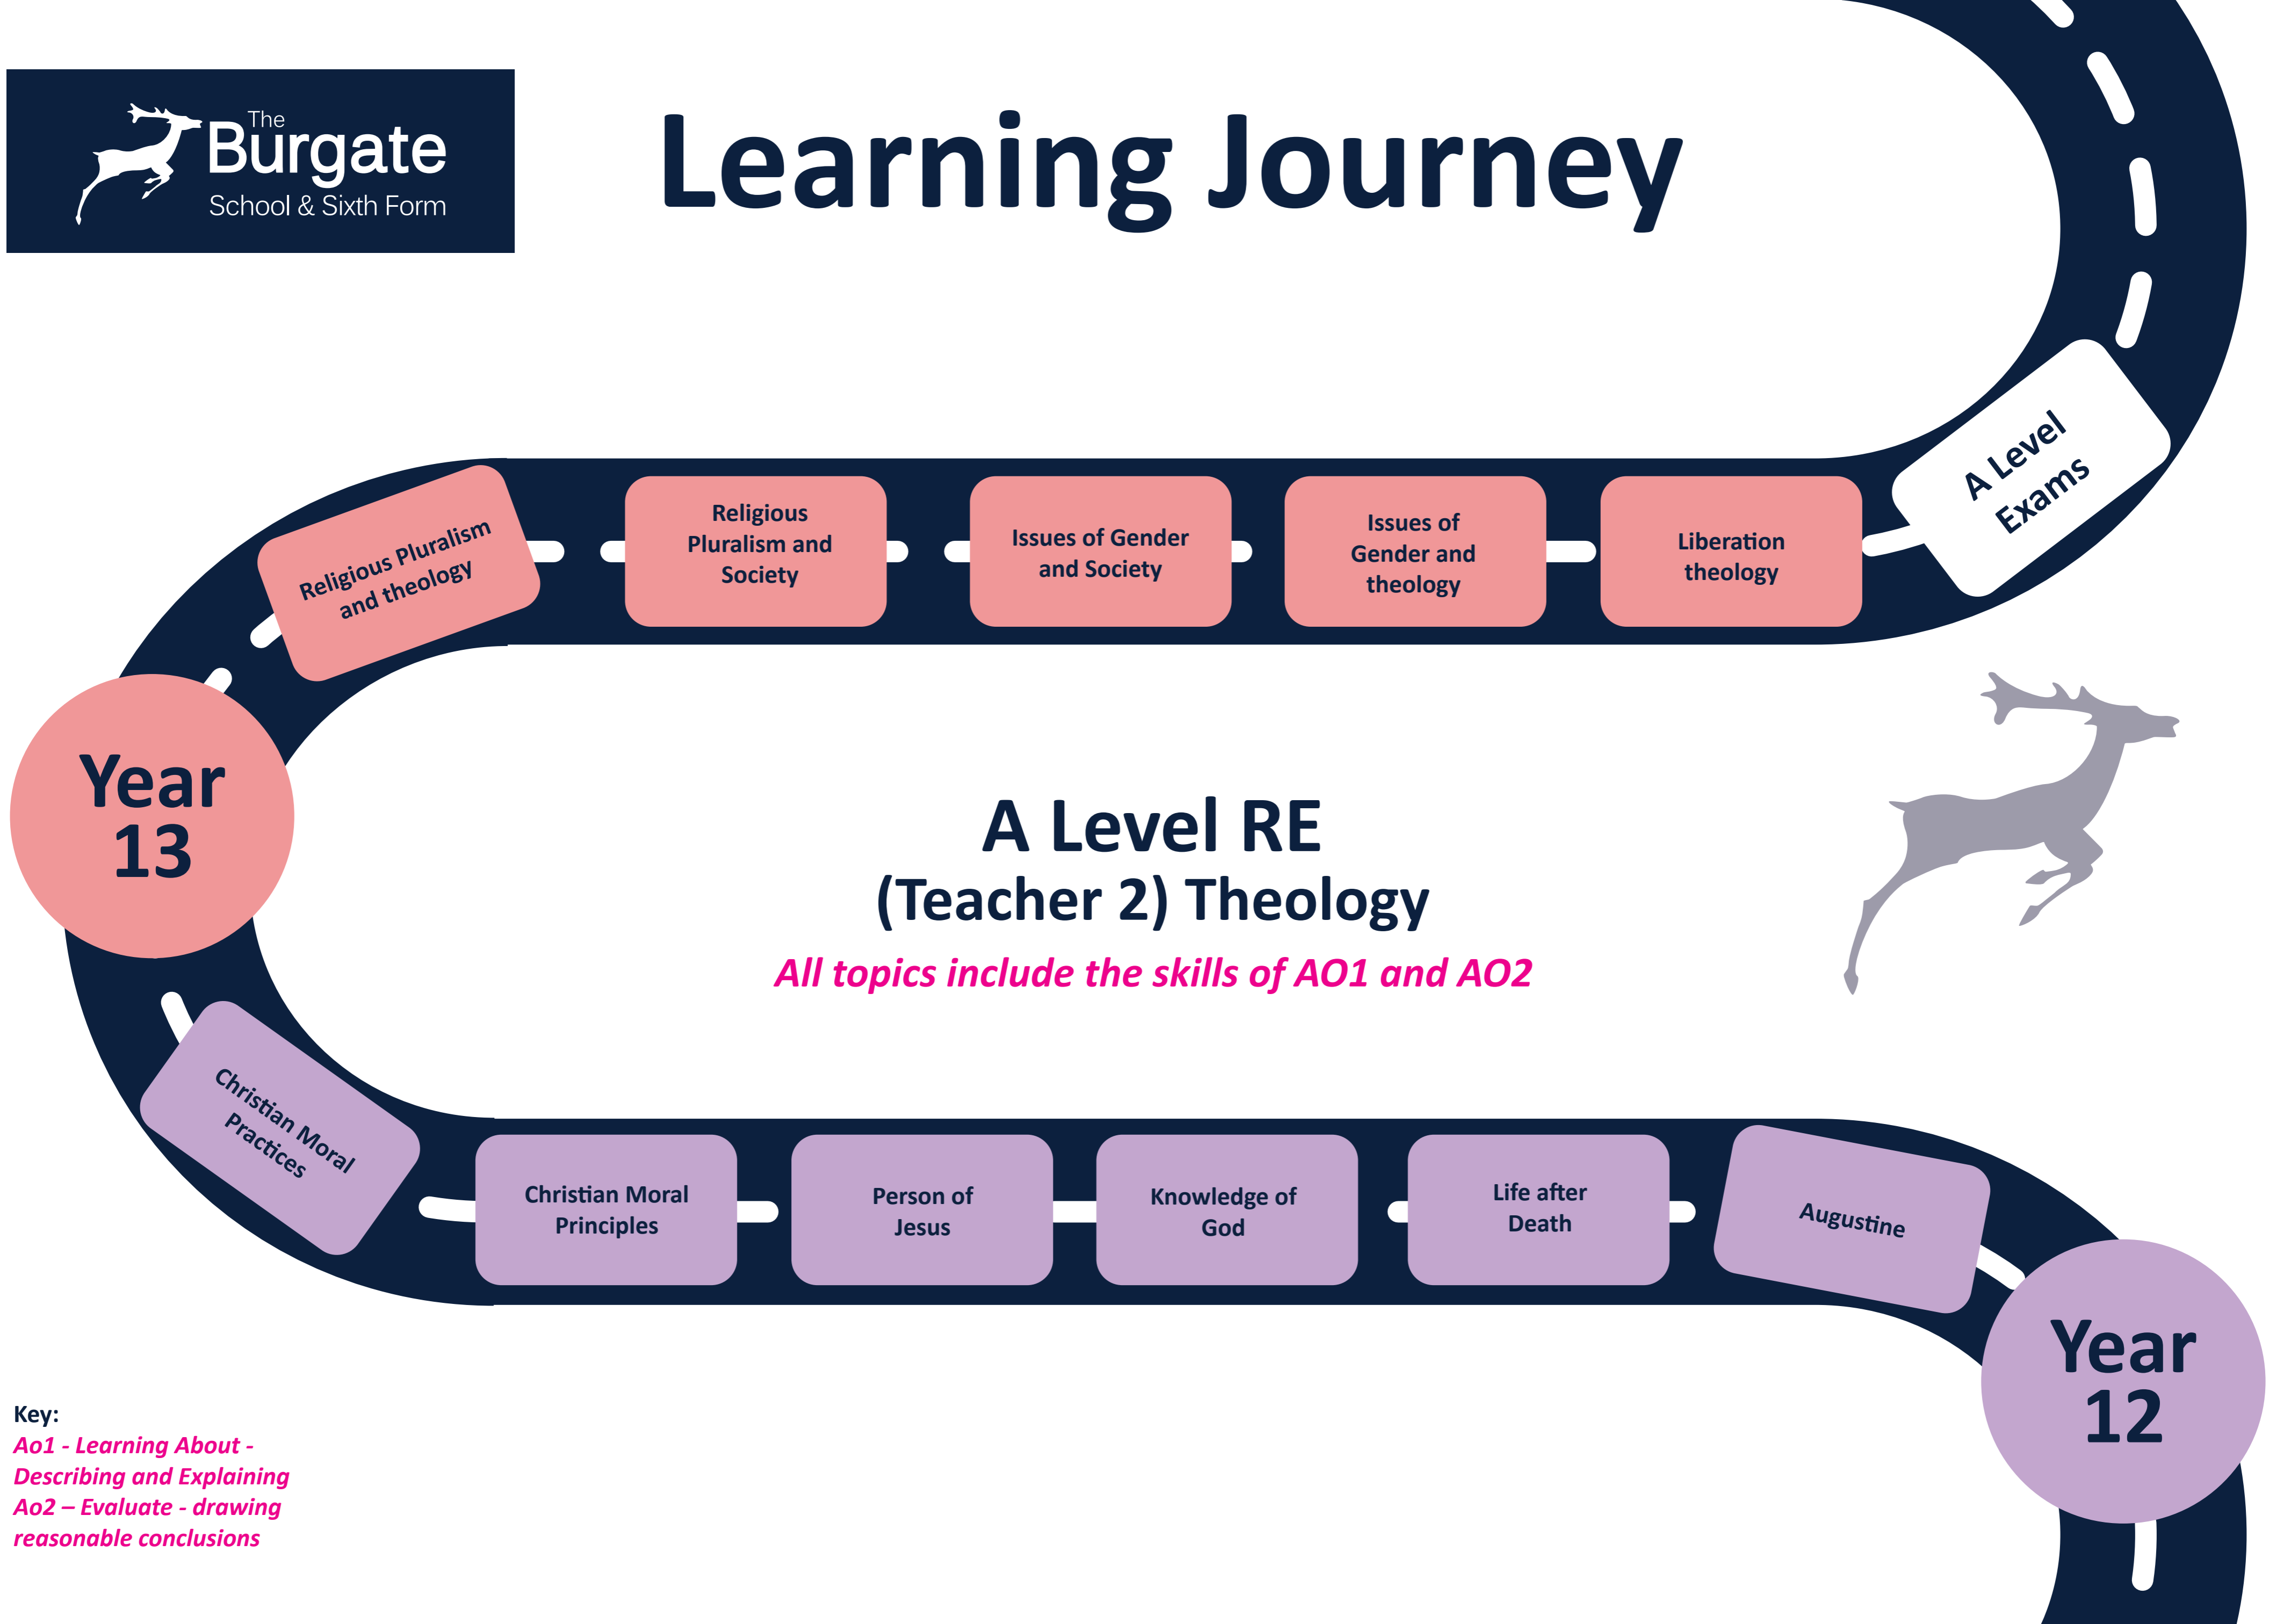 The
Burgate
School & Sixth Form
Learning Journey
A Level
Exams
Religious Pluralism
and theology
Religious
Pluralism and
Society
Issues of Gender
and Society
Issues of
Gender and
theology
Liberation
theology
Year
13
A Level RE
(Teacher 2) Theology
All topics include the skills of AO1 and AO2
Christian Moral
Practices
Christian Moral
Principles
Person of
Jesus
Knowledge of
God
Life after
Death
Augustine
Year
12
Key:
Ao1 - Learning About -
Describing and Explaining
Ao2 – Evaluate - drawing
reasonable conclusions